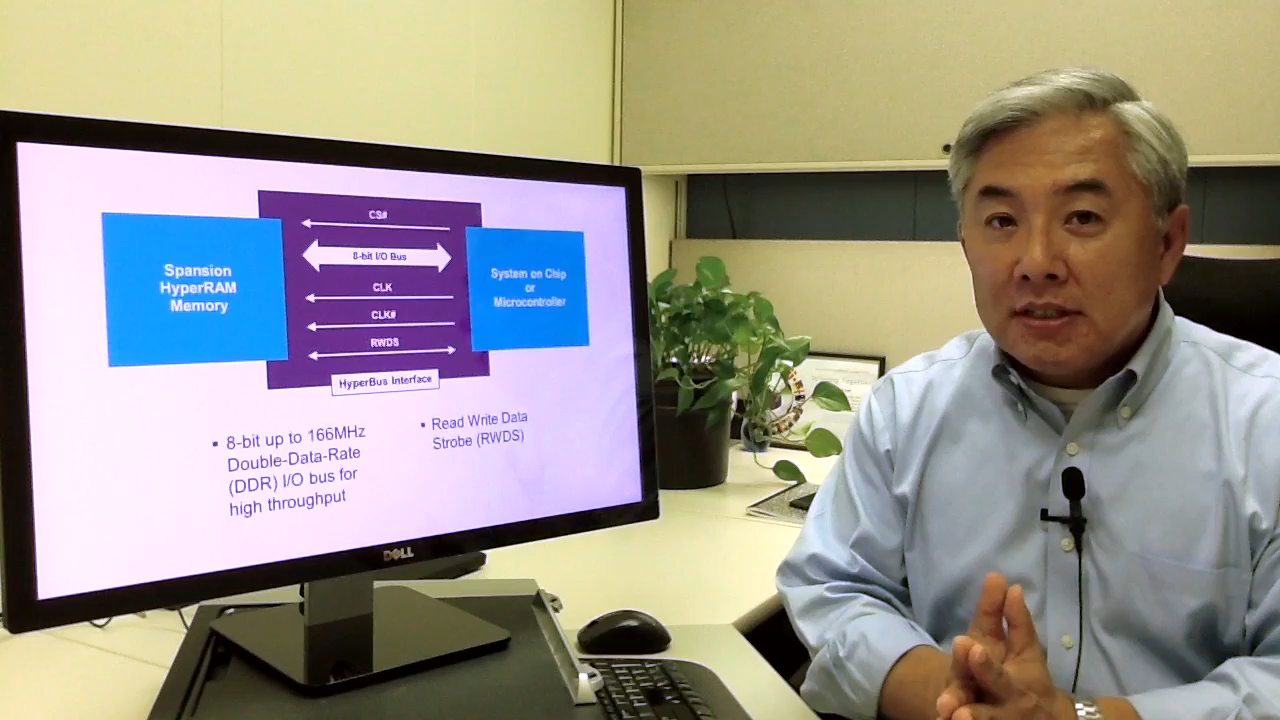 CS#
8-bit I/O Bus
CLK
CLK#
RWDS
HyperBus Interface
Spansion
HyperRAM
Memory
System on Chip
or
Microcontroller
▪ 8-bit up to 166MHz
Double-Data-Rate
(DDR) I/O bus for
high throughput
▪ Read Write Data
Strobe (RWDS)
DELL